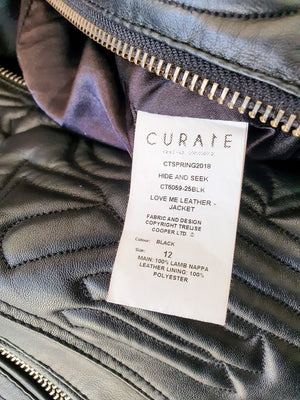 CURATE
CTSPRING2018
HIDE AND SEEK
CT6059-25BLK
LOVE ME LEATHER -
JACKET
FABRIC AND DESIGN
COPYRIGHT TRELISE
COOPER LTD ©
Colour: BLACK
Size: 12
MAIN: 100% LAMB NAPPA
LEATHER LINING: 100%
POLYESTER